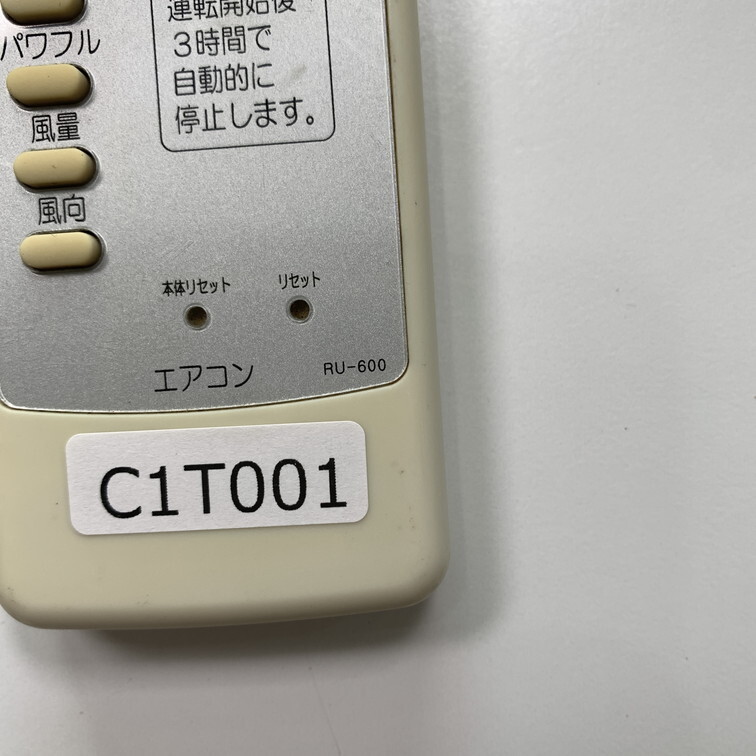 運転開始後
3時間で
自動的に
停止します。
パワフル
風量
風向
本体リセット
リセット
エアコン
RU-600
C1T001